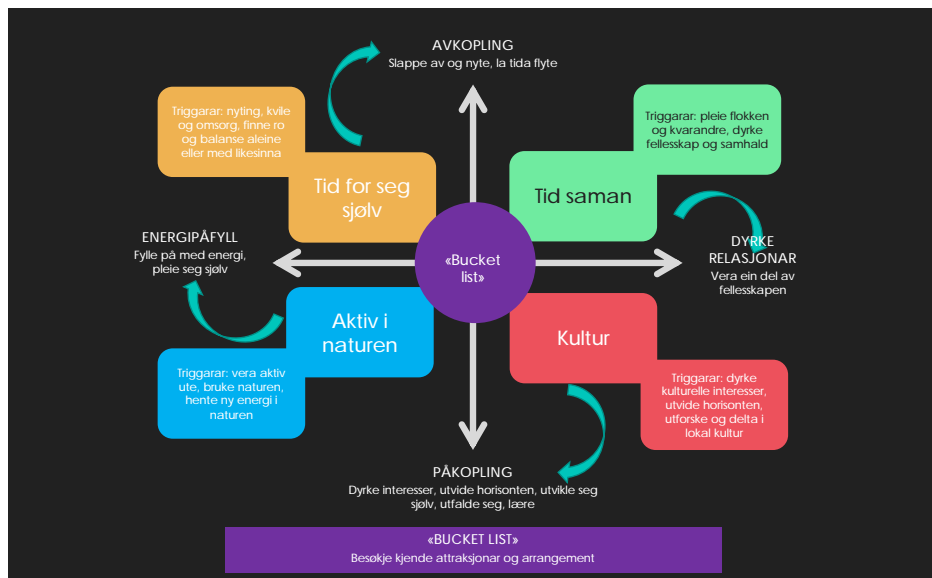 AVKOPLING
Slappe av og nyte, la tida flyte
Triggarar: nyting, kvile
og omsorg, finne ro
og balanse aleine
eller med likesinna
Tid for seg
sjølv
Triggarar: pleie flokken
og kvarandre, dyrke
fellesskap og samhald
Tid saman
ENERGIPÅFYLL
Fylle på med energi,
pleie seg sjølv
«Bucket
list»
DYRKE
RELASJONAR
Vera ein del av
fellesskapen
Aktiv i
naturen
Triggarar: vera aktiv
ute, bruke naturen,
hente ny energi i
naturen
Kultur
Triggarar: dyrke
kulturelle interesser,
utvide horisonten,
utforske og delta i
lokal kultur
PÅKOPLING
Dyrke interesser, utvide horisonten, utvikle seg
sjølv, utfalde seg, lære
«BUCKET LIST»
Besøkje kjende attraksjonar og arrangement